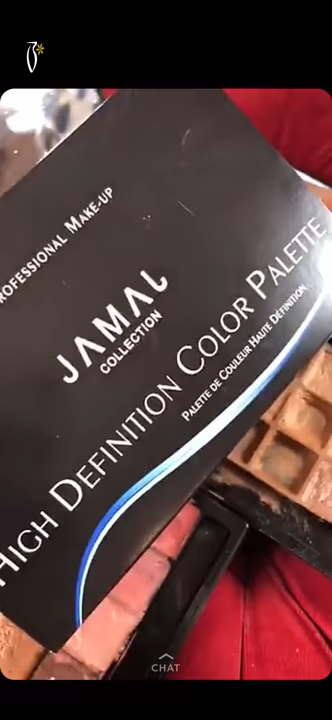 PROFESSIONAL MAKE-UP
JAMAL
COLLECTION
HIGH DEFINITION COLOR PALETTE
PALETTE DE COULEUR HAUTE DÉFINITION
CHAT